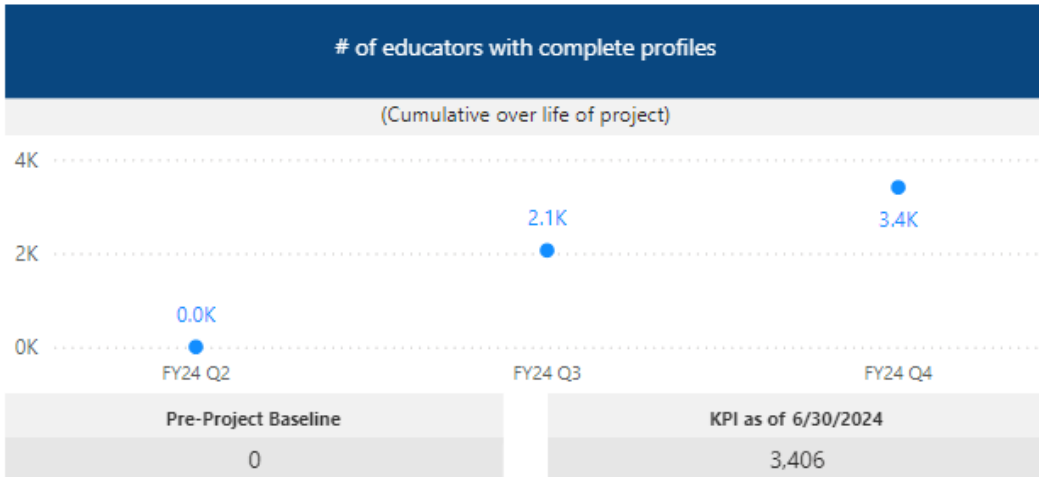 # of educators with complete profiles
(Cumulative over life of project)
4K
2.1K
3.4K
2K
0.0K
0K
FY24 Q2 FY24 Q3 FY24 Q4
Pre-Project Baseline KPI as of 6/30/2024
0 3,406